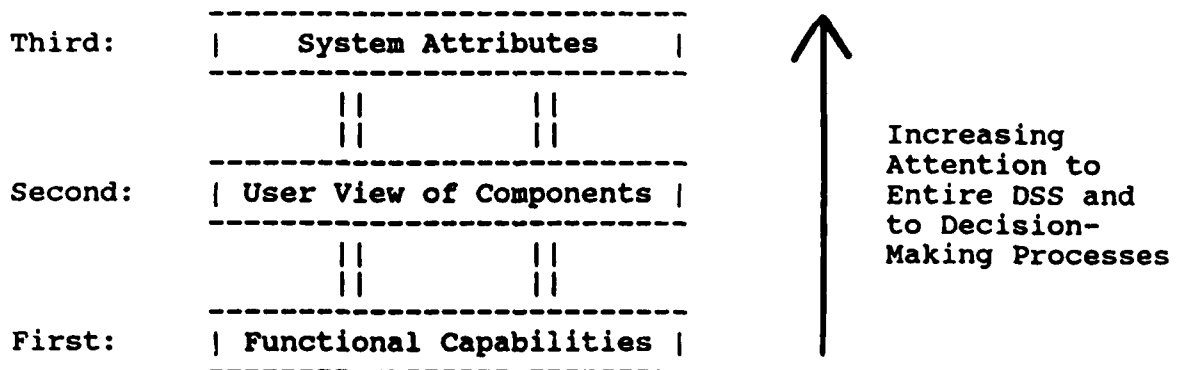 Third: System Attributes
Increasing
Attention to
Second: User View of Components Entire DSS and
to Decision-
Making Processes
First: Functional Capabilities